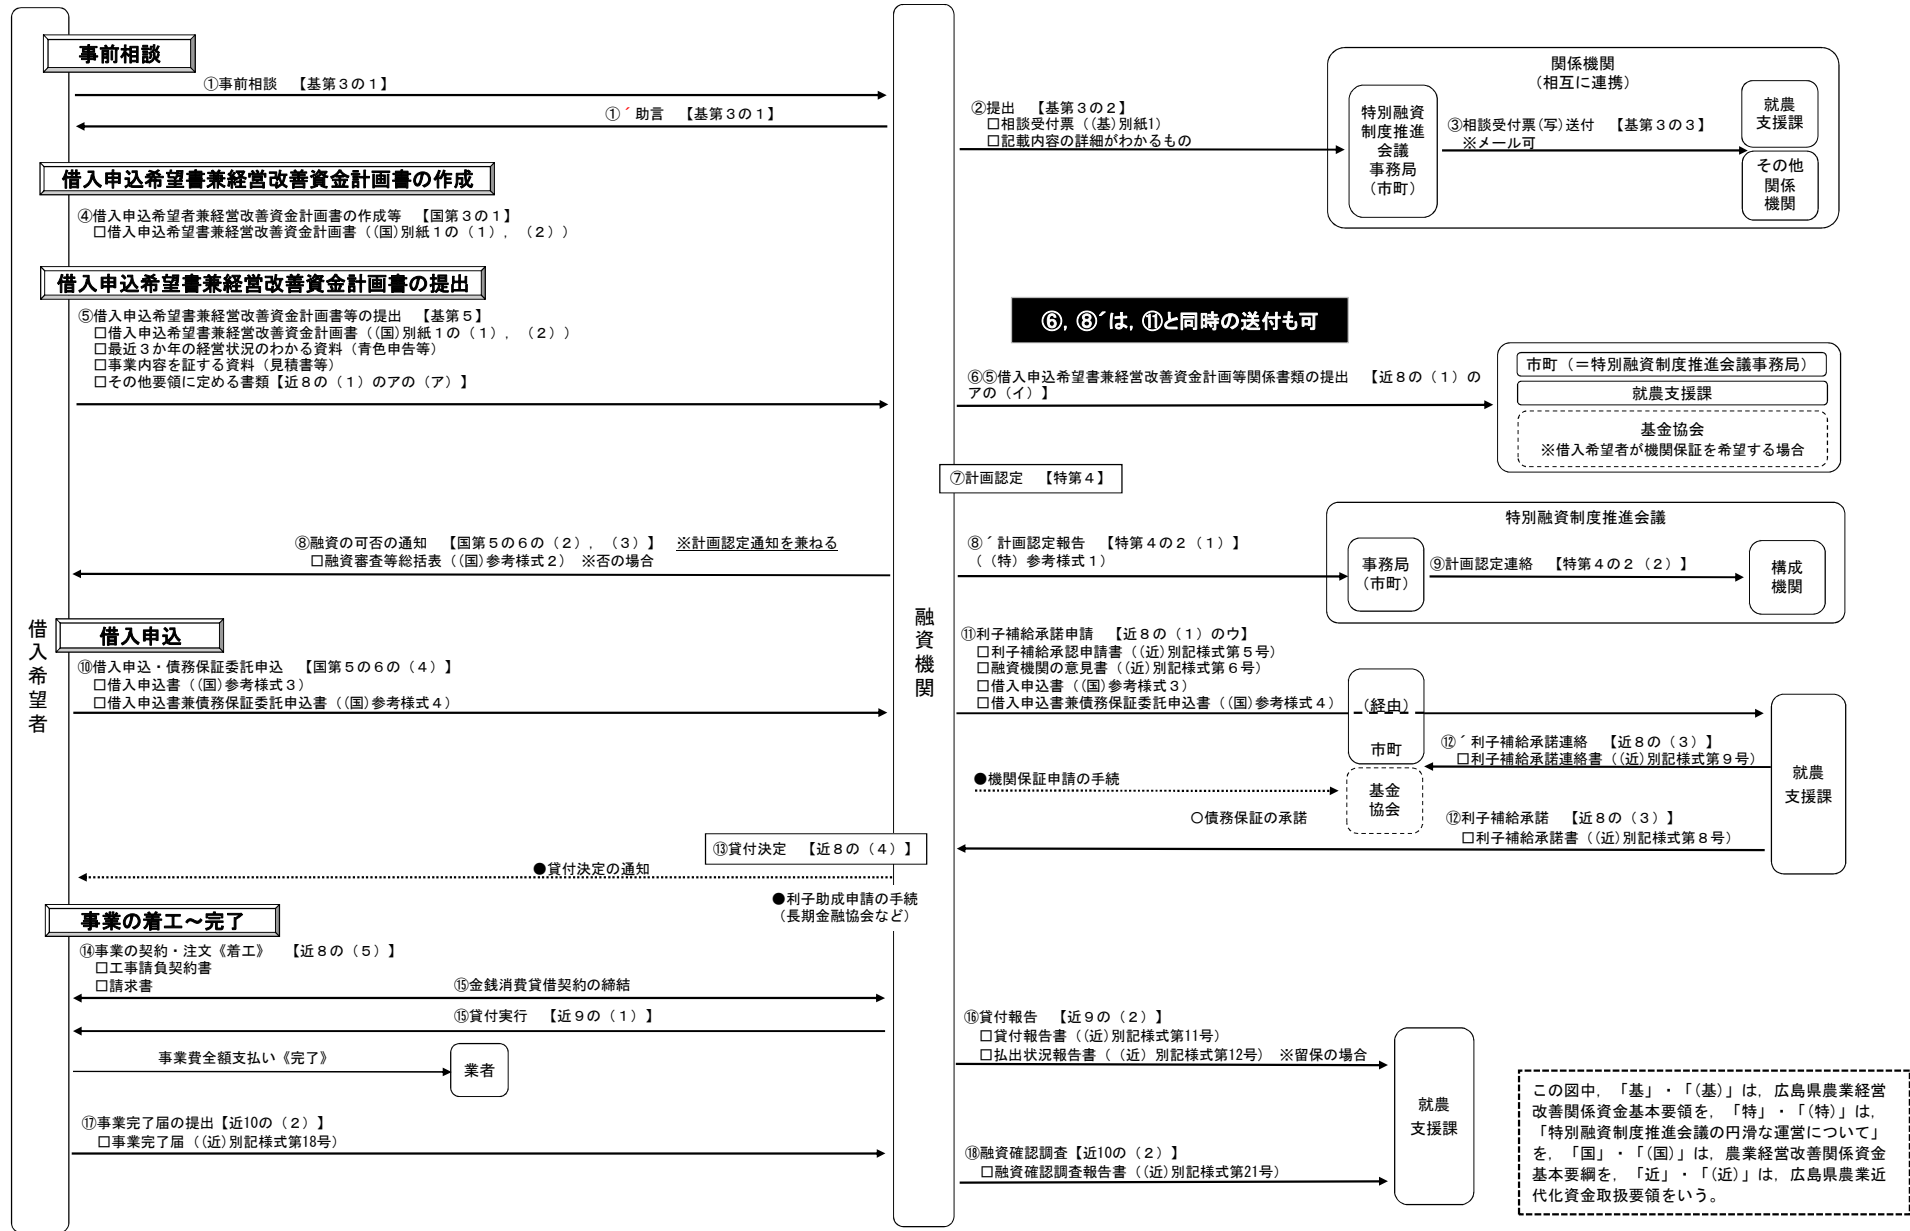 事前相談
①事前相談 【基第3の1】
①´助言 【基第3の1】
②提出 【基第3の2】
□相談受付票((基)別紙1)
□記載内容の詳細がわかるもの
関係機関
(相互に連携)
特別融資
制度推進
会議
事務局
(市町)
③相談受付票(写)送付 【基第3の3】
※メール可
就農
支援課
その他
関係
機関
借入申込希望書兼経営改善資金計画書の作成
④借入申込希望者兼経営改善資金計画書の作成等 【国第3の1】
□借入申込希望書兼経営改善資金計画書((国)別紙1の(1),(2))
借入申込希望書兼経営改善資金計画書の提出
⑤借入申込希望書兼経営改善資金計画書等の提出 【基第5】
□借入申込希望書兼経営改善資金計画書((国)別紙1の(1),(2))
□最近3か年の経営状況のわかる資料(青色申告等)
□事業内容を証する資料(見積書等)
□その他要領に定める書類【近8の(1)のアの(ア)】
⑥,⑧´は,⑪と同時の送付も可
⑥⑤借入申込希望書兼経営改善資金計画等関係書類の提出 【近8の(1)の
アの(イ)】
市町(=特別融資制度推進会議事務局)
就農支援課
基金協会
※借入希望者が機関保証を希望する場合
⑦計画認定 【特第4】
⑧融資の可否の通知 【国第5の6の(2),(3)】 ※計画認定通知を兼ねる
□融資審査等総括表((国)参考様式2) ※否の場合
⑧´計画認定報告 【特第4の2(1)】
((特)参考様式1)
特別融資制度推進会議
事務局
(市町)
⑨計画認定連絡 【特第4の2(2)】
構成
機関
借入希望者
融資機関
借入申込
⑩借入申込・債務保証委託申込 【国第5の6の(4)】
□借入申込書((国)参考様式3)
□借入申込書兼債務保証委託申込書((国)参考様式4)
⑪利子補給承諾申請 【近8の(1)のウ】
□利子補給承認申請書((近)別記様式第5号)
□融資機関の意見書((近)別記様式第6号)
□借入申込書((国)参考様式3)
□借入申込書兼債務保証委託申込書((国)参考様式4)
(経由)
市町
⑫´利子補給承諾連絡 【近8の(3)】
□利子補給承諾連絡書((近)別記様式第9号)
就農
支援課
●機関保証申請の手続
基金
協会
○債務保証の承諾
⑫利子補給承諾 【近8の(3)】
□利子補給承諾書((近)別記様式第8号)
⑬貸付決定 【近8の(4)】
●貸付決定の通知
●利子助成申請の手続
(長期金融協会など)
事業の着工～完了
⑭事業の契約・注文《着工》 【近8の(5)】
□工事請負契約書
□請求書
⑮金銭消費貸借契約の締結
⑮貸付実行 【近9の(1)】
事業費全額支払い《完了》
業者
⑯貸付報告 【近9の(2)】
□貸付報告書((近)別記様式第11号)
□払出状況報告書((近)別記様式第12号) ※留保の場合
就農
支援課
⑰事業完了届の提出【近10の(2)】
□事業完了届((近)別記様式第18号)
⑱融資確認調査【近10の(2)】
□融資確認調査報告書((近)別記様式第21号)
この図中,「基」・「(基)」は,広島県農業経営
改善関係資金基本要領を,「特」・「(特)」は,
「特別融資制度推進会議の円滑な運営について」
を,「国」・「(国)」は,農業経営改善関係資金
基本要綱を,「近」・「(近)」は,広島県農業近
代化資金取扱要領をいう。